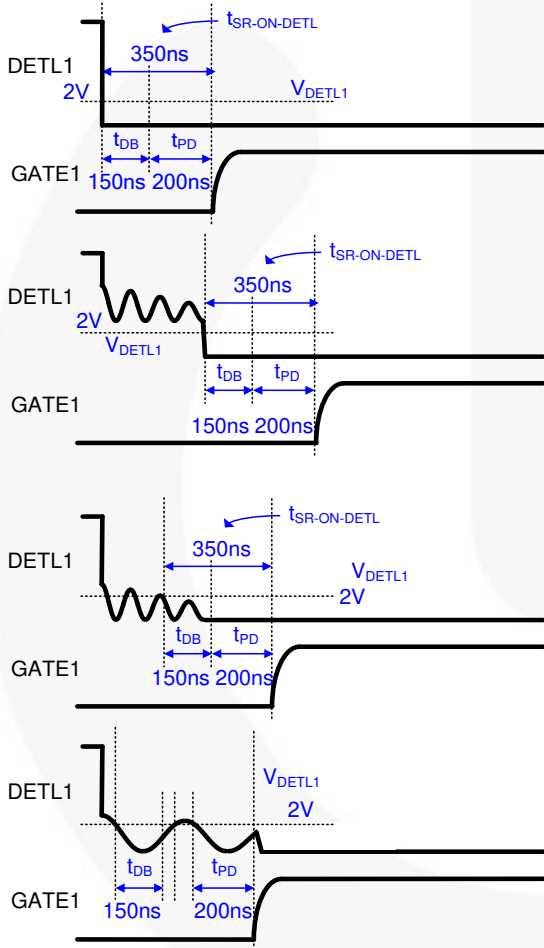 tSR-ON-DETL
350ns
DETL1
2V
VDETL1
tDB
tPD
GATE1
150ns 200ns
tSR-ON-DETL
DETL1
350ns
2V
VDETL1
tDB
tPD
GATE1
150ns 200ns
tSR-ON-DETL
350ns
DETL1
VDETL1
2V
tDB
tPD
GATE1
150ns 200ns
VDETL1
DETL1
2V
tDB
tPD
150ns
200ns
GATE1